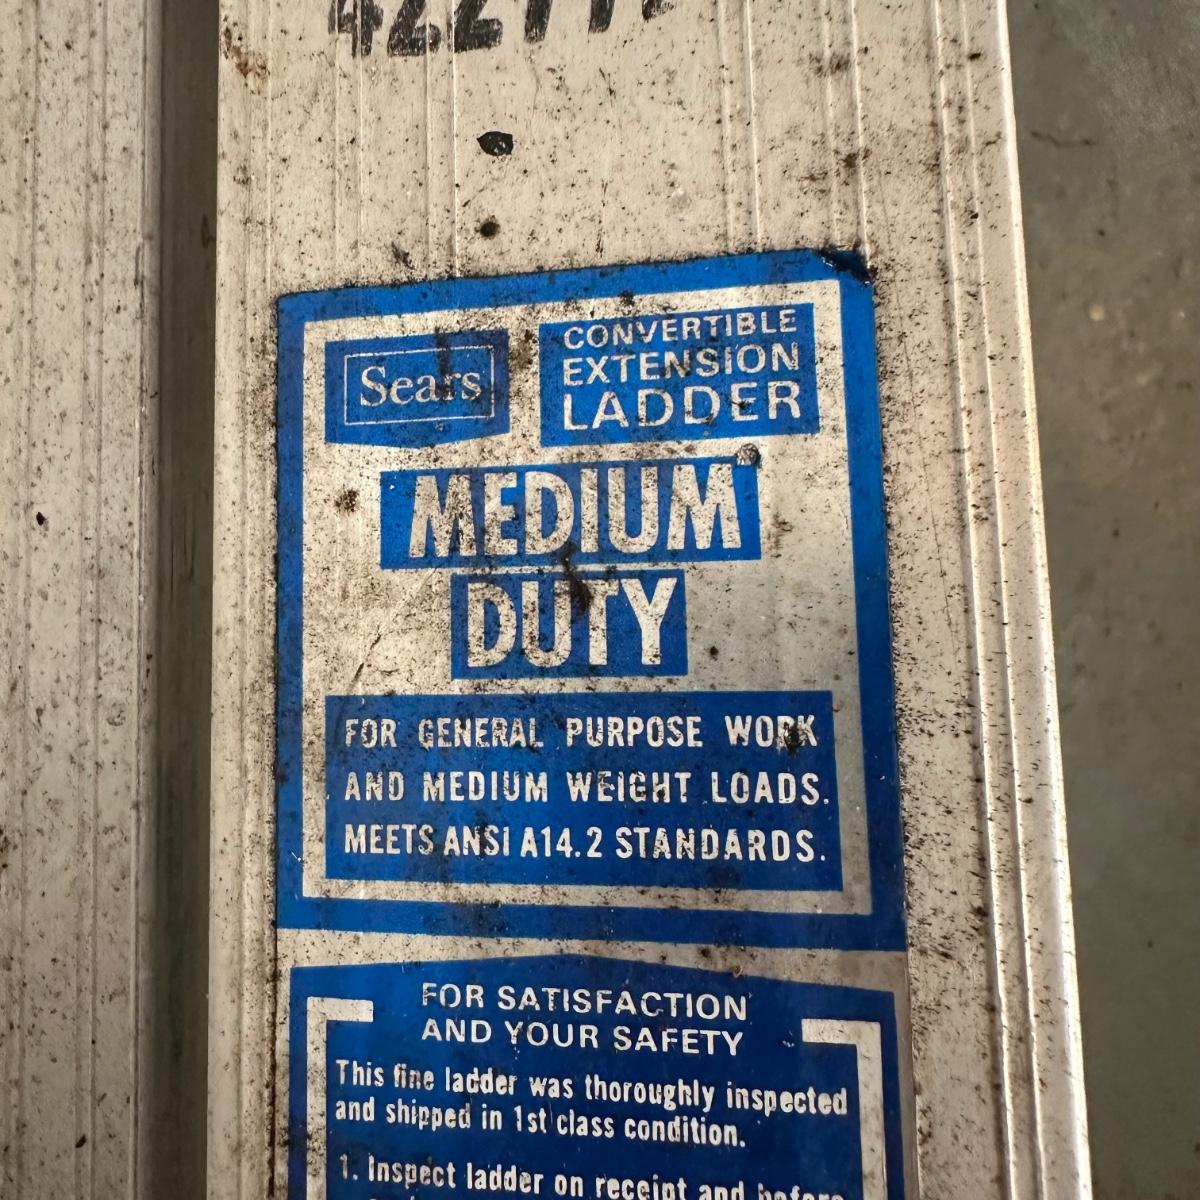 Sears
CONVERTIBLE
EXTENSION
LADDER
MEDIUM
DUTY
FOR GENERAL PURPOSE WORK
AND MEDIUM WEIGHT LOADS.
MEETS ANSI A14.2 STANDARDS.
FOR SATISFACTION
AND YOUR SAFETY
This fine ladder was thoroughly inspected
and shipped in 1st class condition.
1. Inspect ladder on receipt and before